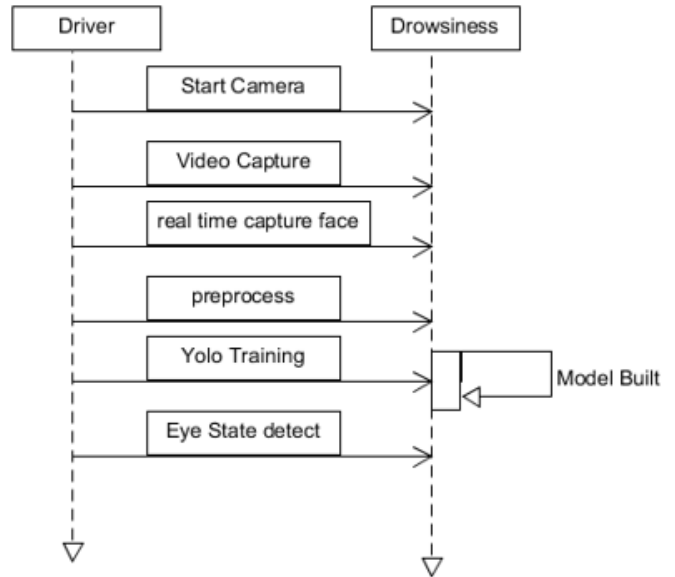 Driver
Drowsiness
Start Camera
Video Capture
real time capture face
preprocess
Yolo Training
Model Built
Eye State detect